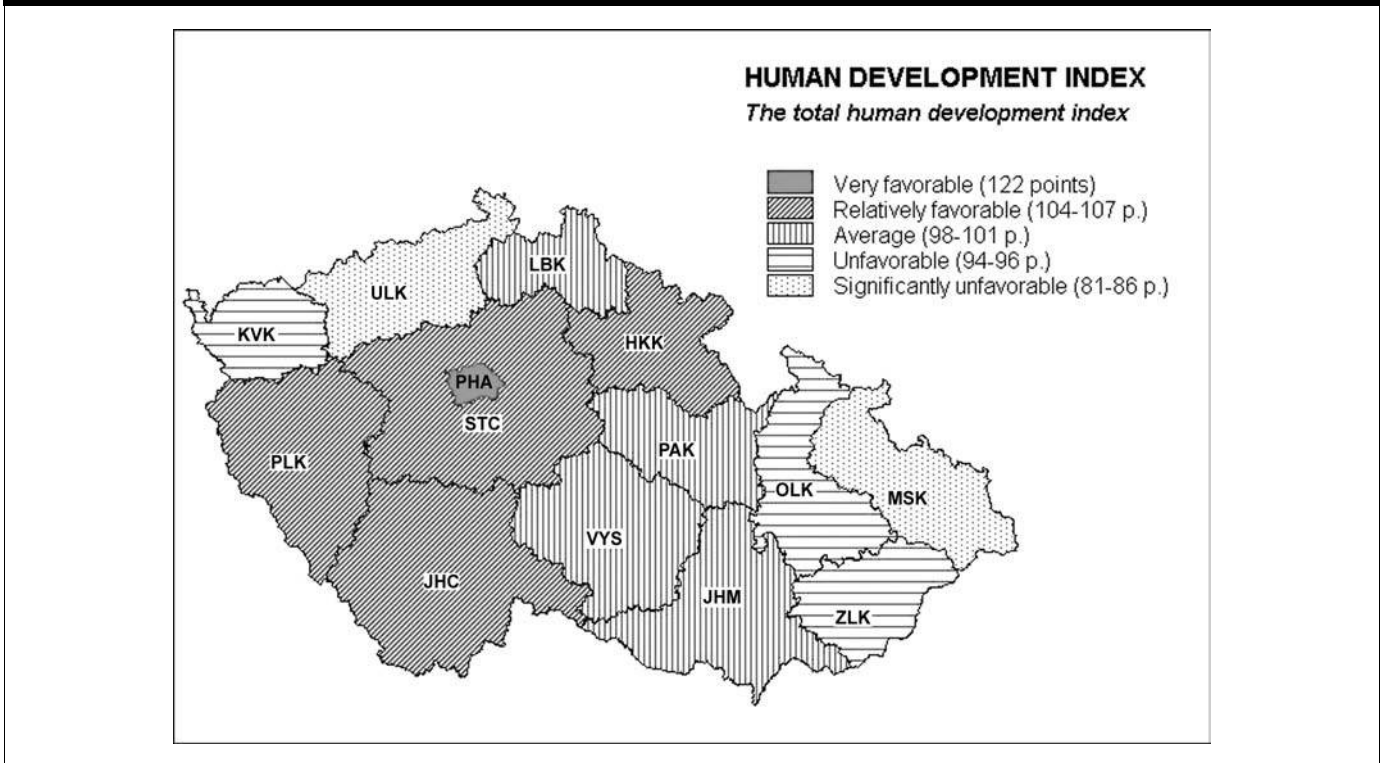 HUMAN DEVELOPMENT INDEX
The total human development index
Very favorable (122 points)
Relatively favorable (104-107 p.)
Average (98-101 p.)
Unfavorable (94-96 p.)
Significantly unfavorable (81-86 p.)
LBK
ULK
KVK
HKK
PHA
STC
PLK
PAK
OLK
MSK
VYS
JHC
JHM
ZLK